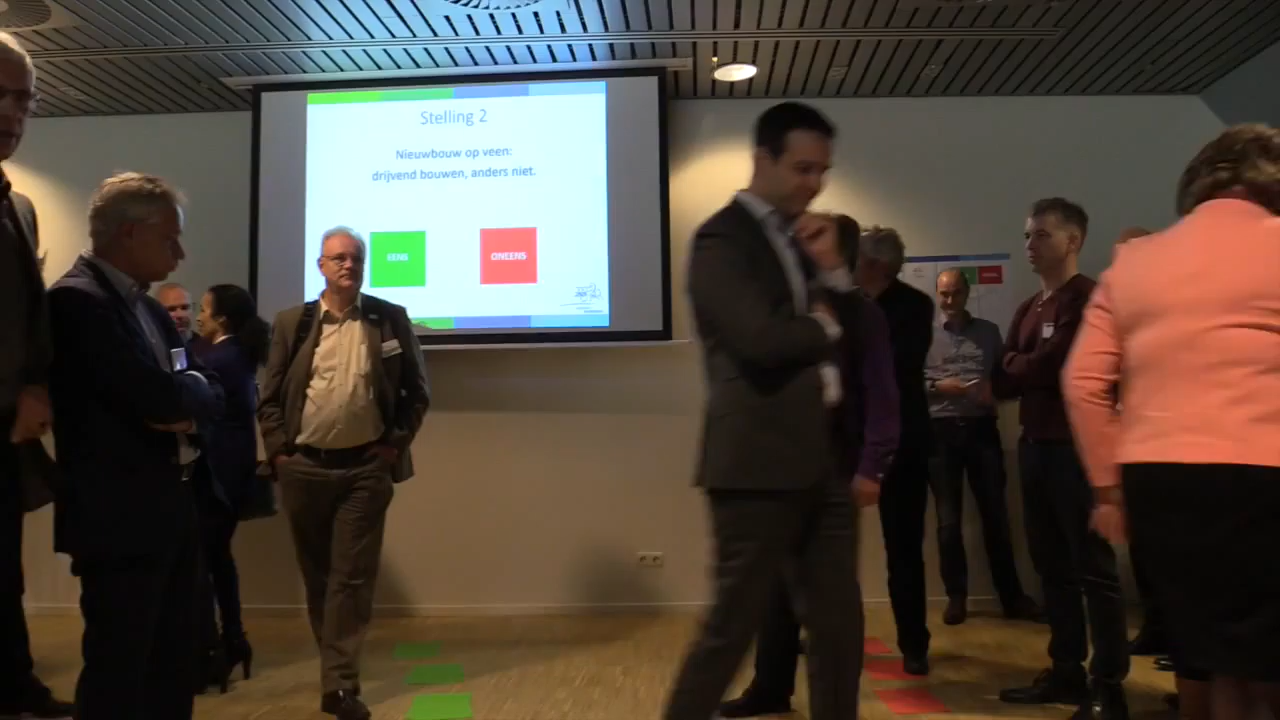 Stelling 2
Nieuwbouw op veen:
drijvend bouwen, anders niet.
EENS
ONEENS